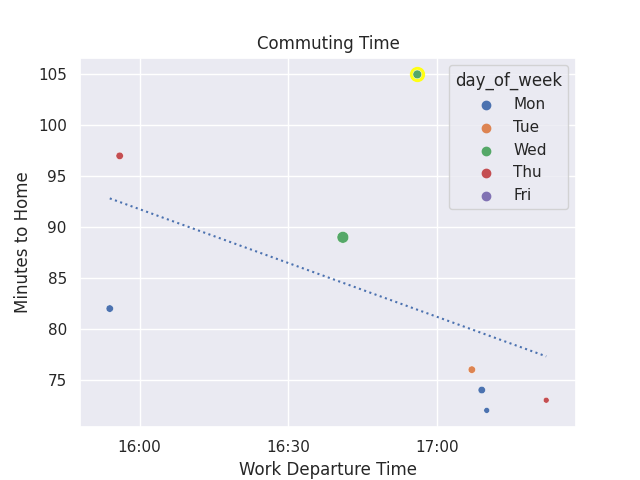 Commuting Time
105
100
95
90
85
80
75
Minutes to Home
16:00
16:30
17:00
Work Departure Time
day_of_week
Mon
Tue
Wed
Thu
Fri